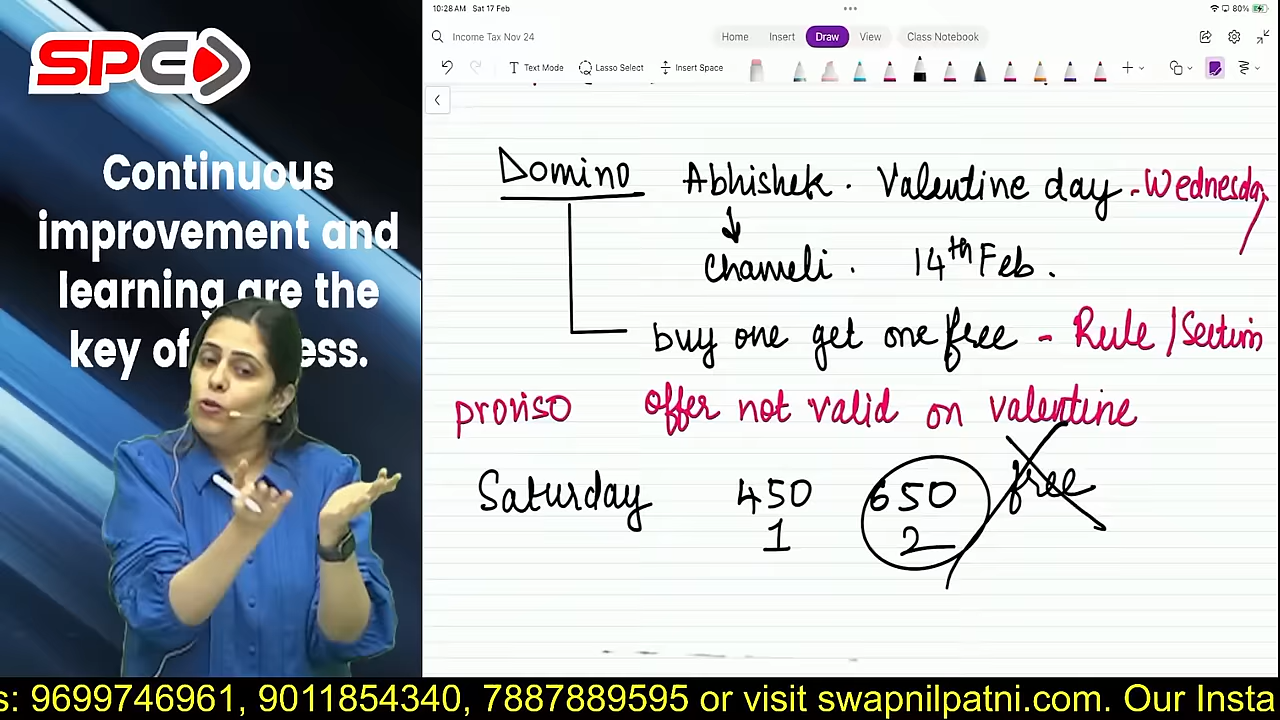 SPC
Continuous
improvement and
learning are the
key of ess.
10:28 AM Sat 17 Feb
80%
Income Tax Nov 24
Home Insert Draw View Class Notebook
Text Mode Lasso Select Insert Space
Domino Abhishek. Valentine day - Wednesday
Chameli. 14th Feb.
buy one get one free - Rule/Section
proviso offer not valid on valentine
Saturday 450 650 free
1 2
s: 9699746961, 9011854340, 7887889595 or visit swapnilpatni.com. Our Insta